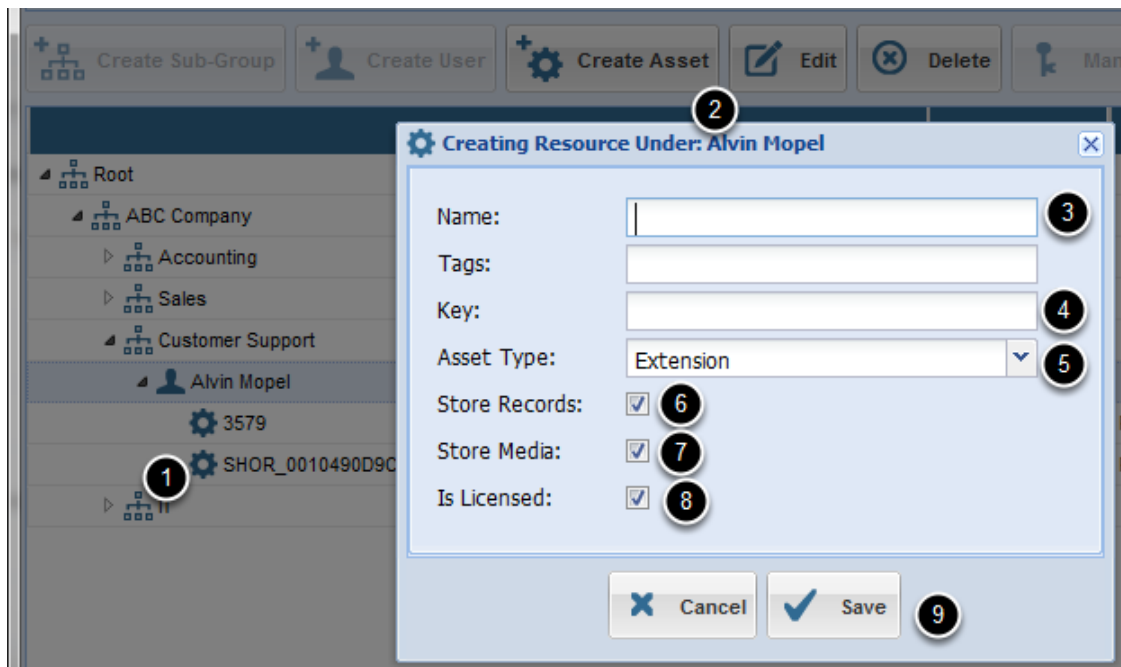 Create Sub-Group Create User Create Asset Edit Delete
2
Creating Resource Under: Alvin Mopel
Root
ABC Company
Accounting
Sales
Customer Support
Alvin Mopel
3579
SHOR_0010490D9C
1
Name:
3
Tags:
Key:
4
Asset Type: Extension
5
Store Records:
6
Store Media:
7
Is Licensed:
8
Cancel Save
9